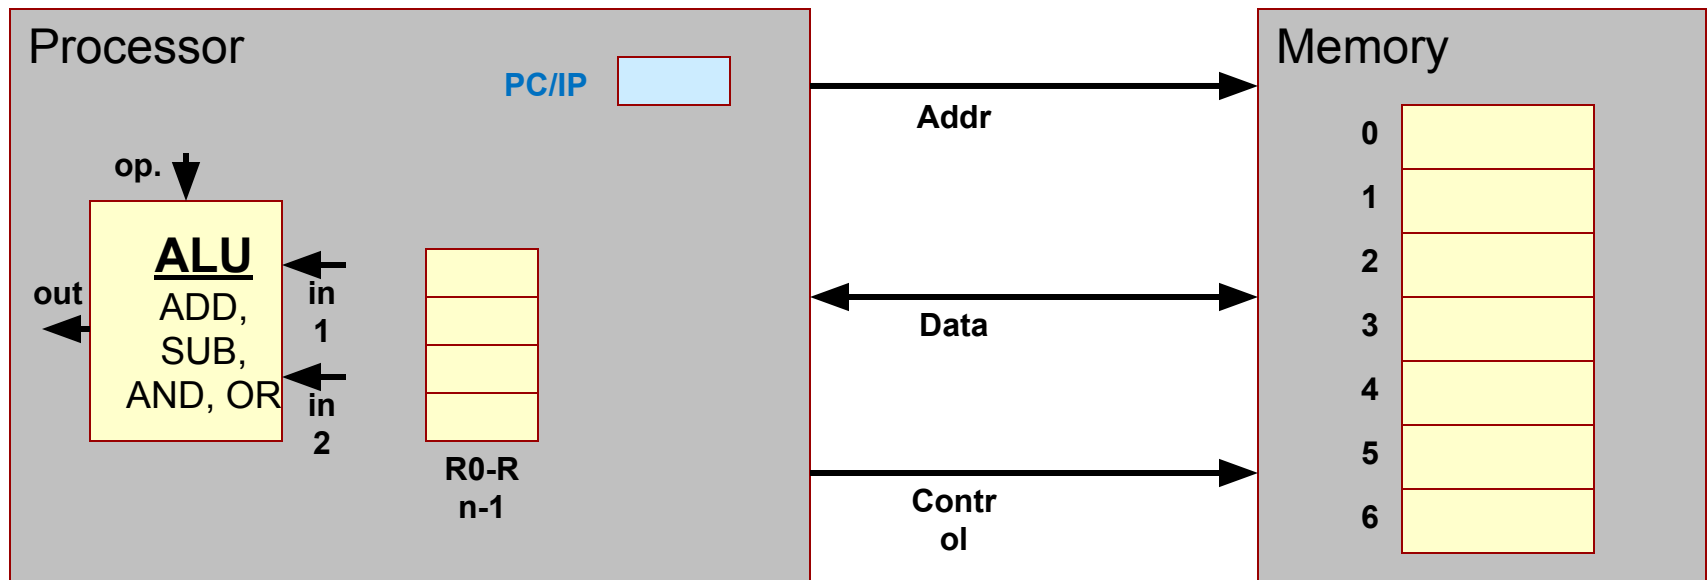 Processor
PC/IP
op.
ALU
ADD,
SUB,
AND, OR
out
in
1
in
2
R0-R
n-1
Addr
Data
Contr
ol
Memory
0
1
2
3
4
5
6